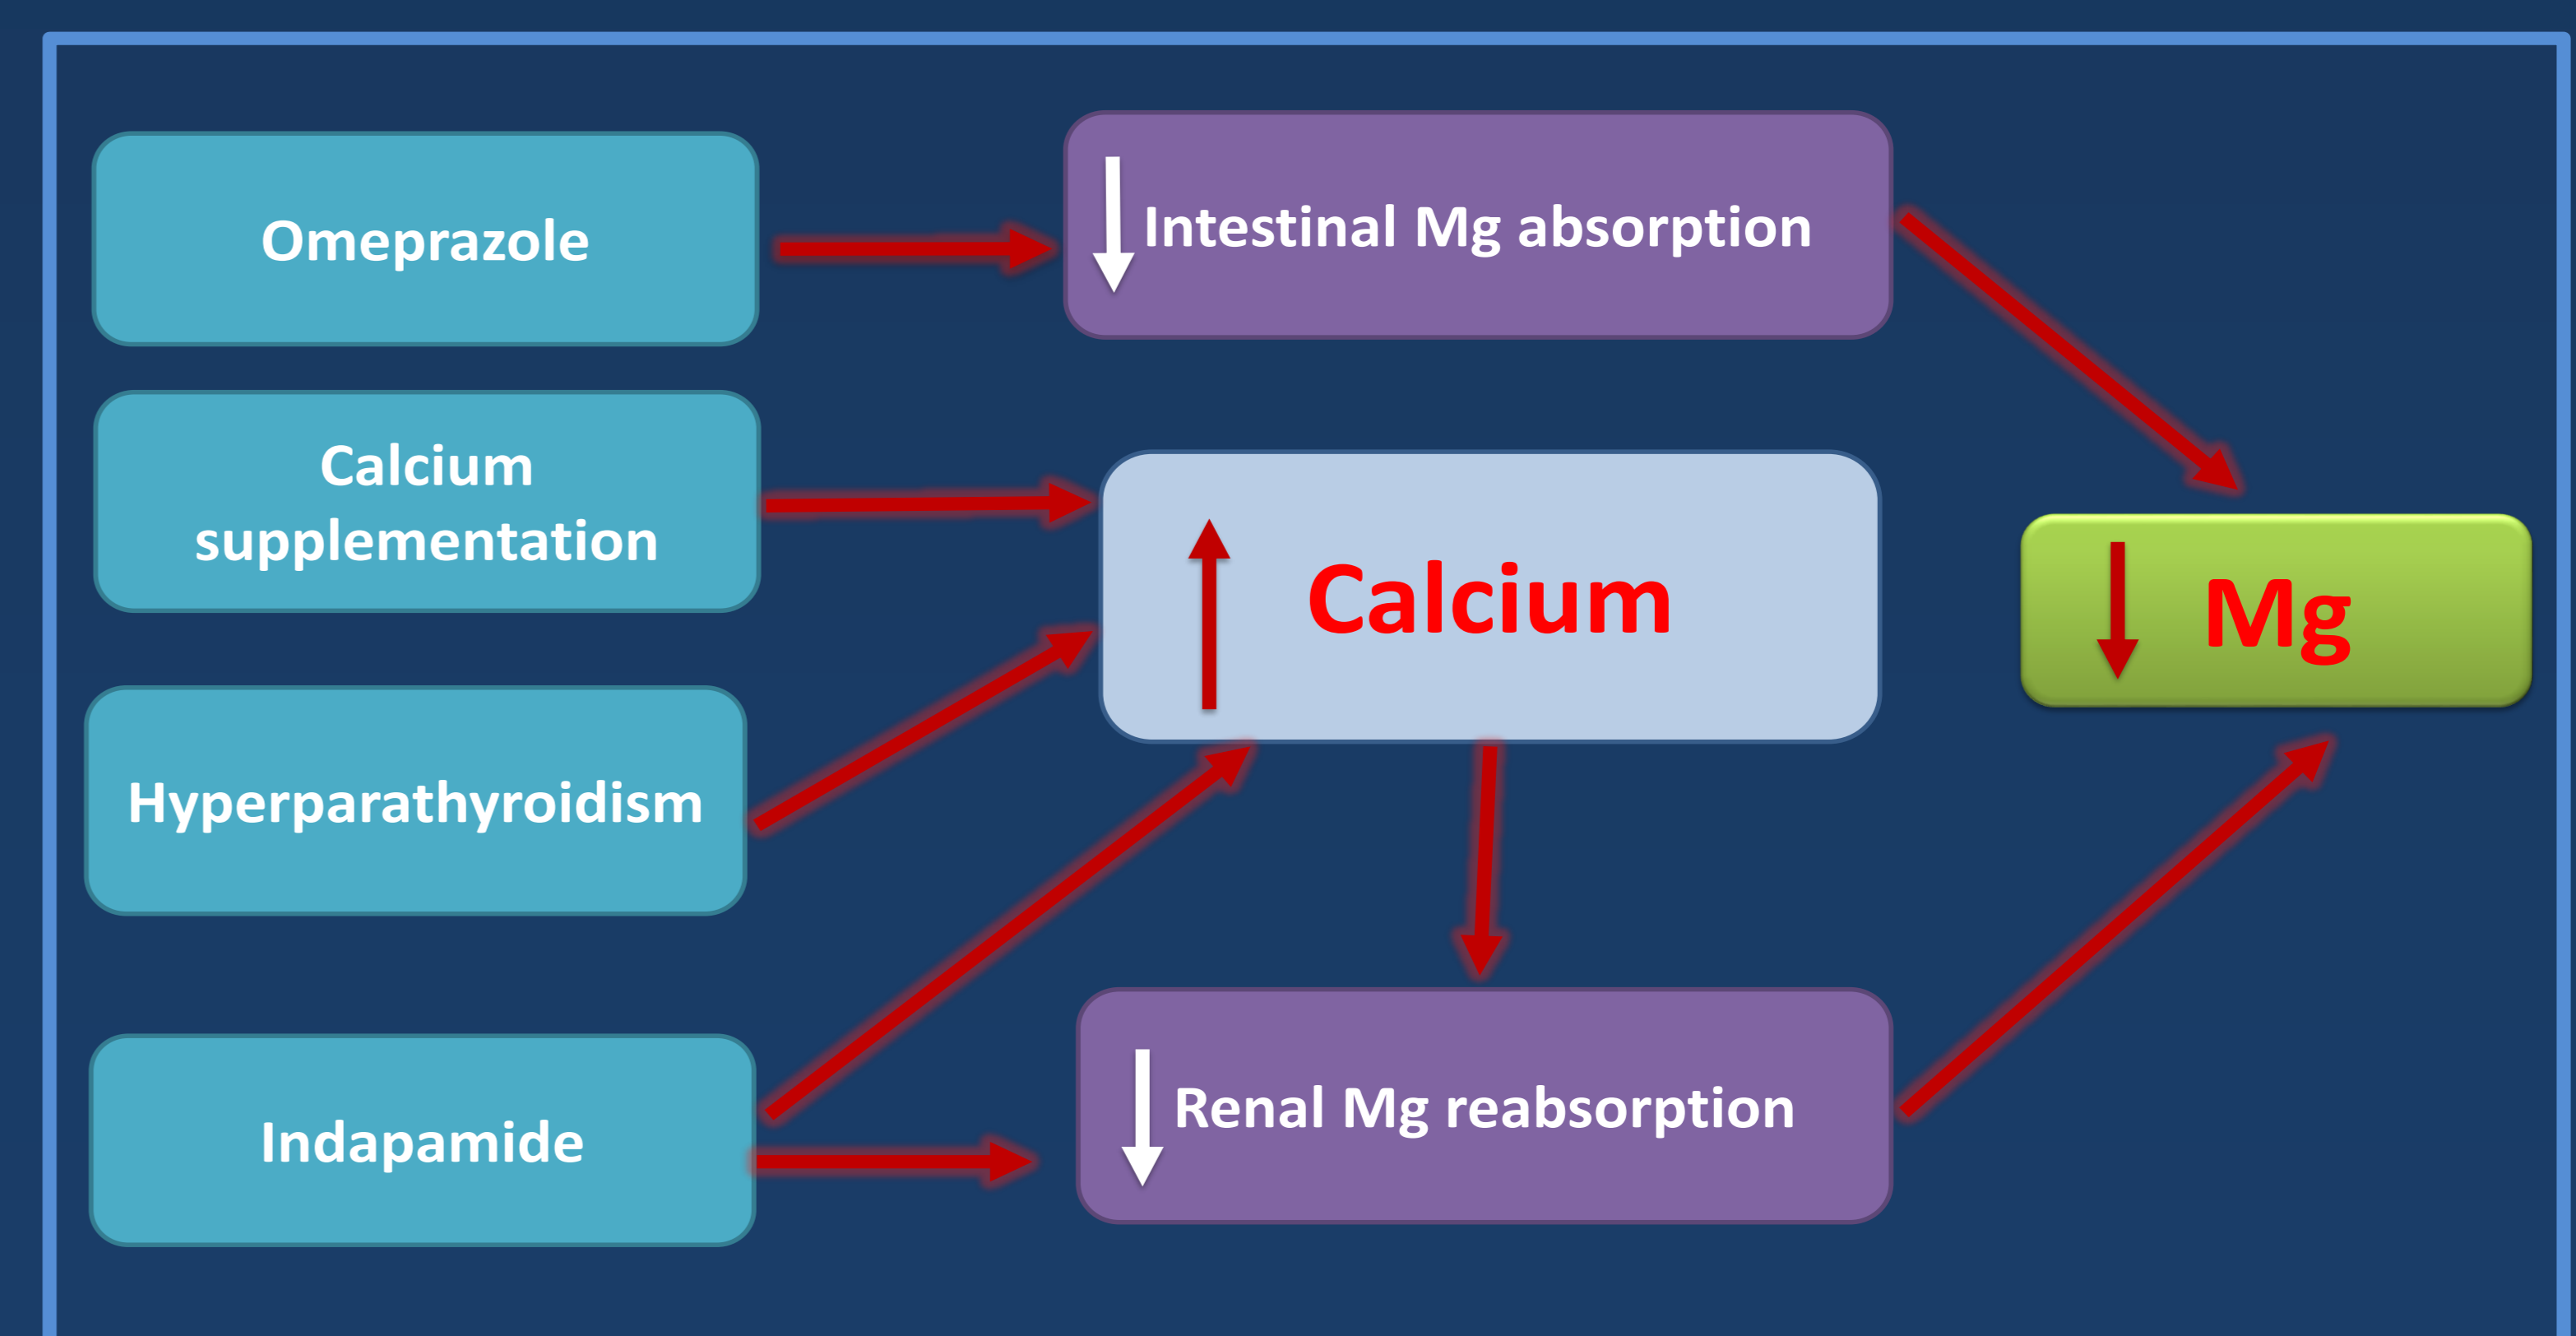 Omeprazole
Intestinal Mg absorption
Calcium
supplementation
Calcium
Mg
Hyperparathyroidism
Indapamide
Renal Mg reabsorption